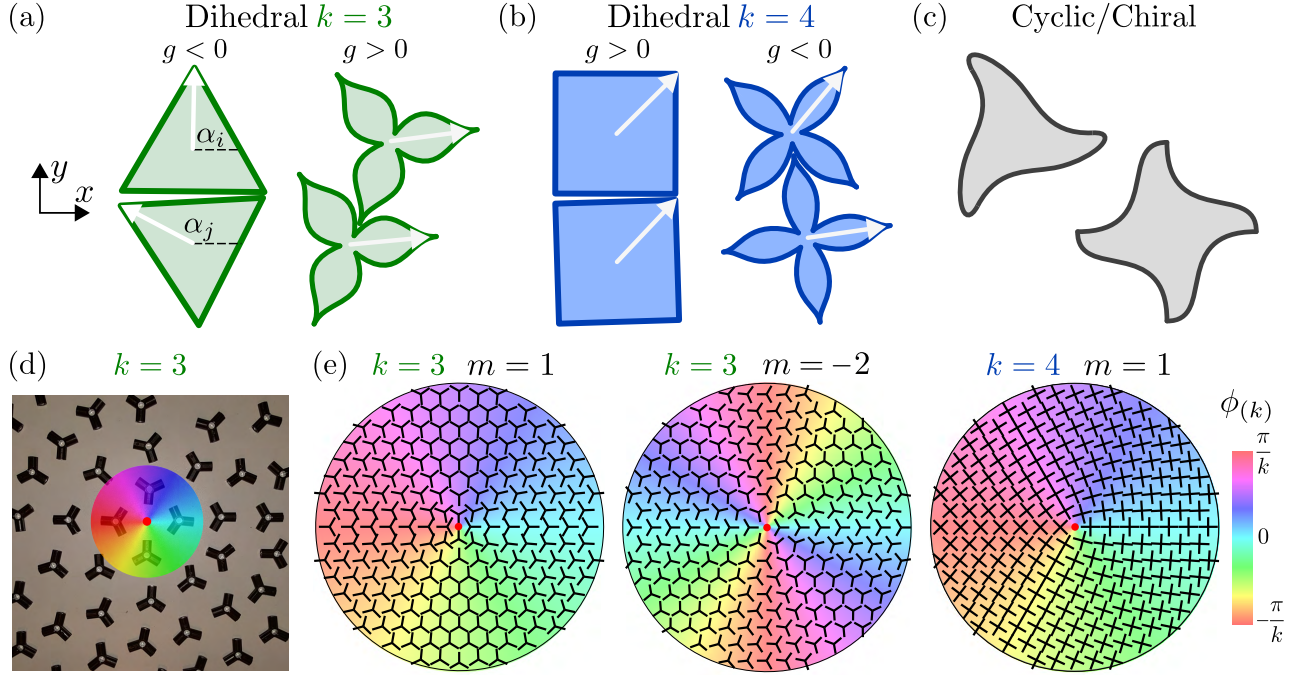 (a) Dihedral k = 3
g < 0 g > 0
α_i
α_j
y
x
(b) Dihedral k = 4
g > 0 g < 0
(c) Cyclic/Chiral
(d) k = 3
(e) k = 3 m = 1
k = 3 m = −2
k = 4 m = 1
ϕ_(k)
π/k
0
−π/k